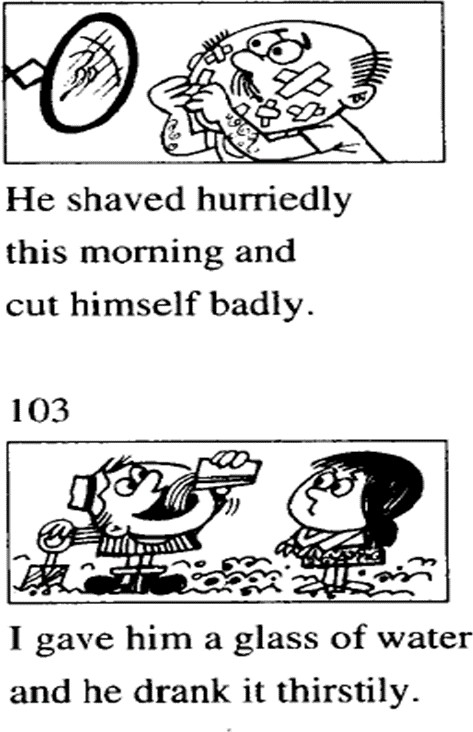 He shaved hurriedly
this morning and
cut himself badly.
103
I gave him a glass of water
and he drank it thirstily.